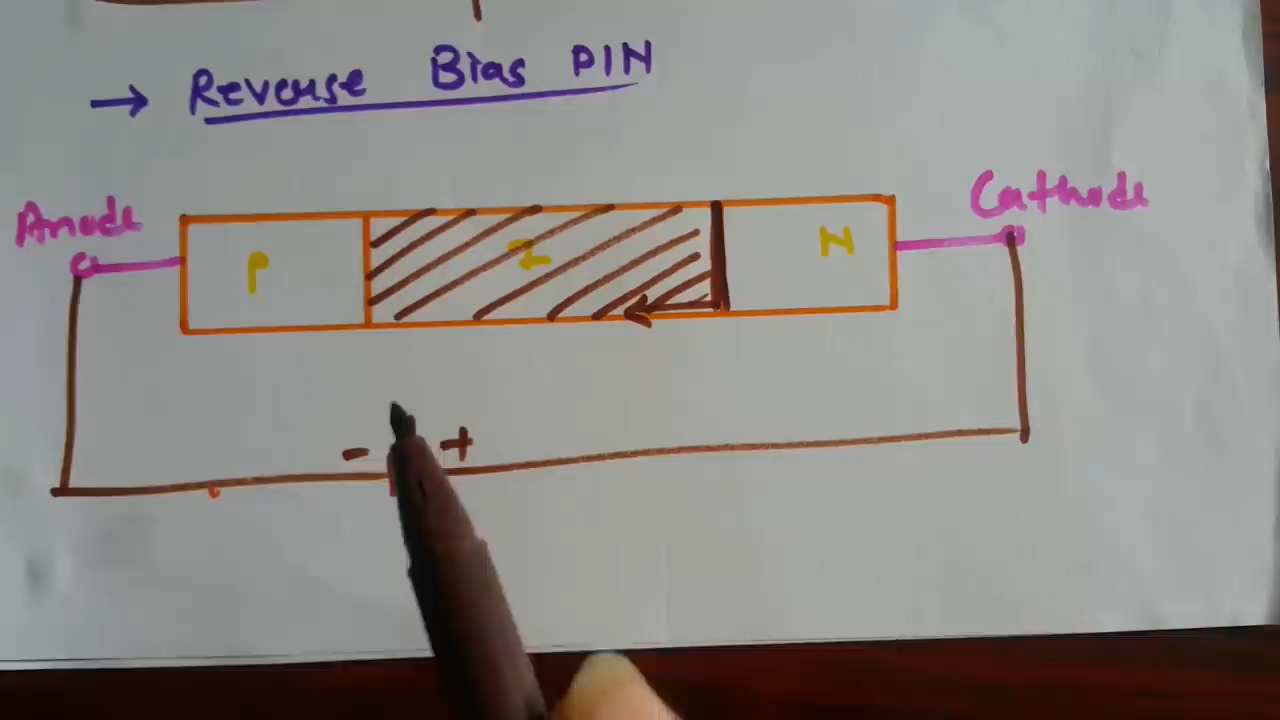 → Reverse Bias PIN
Anode
Cathode
P I N
- +